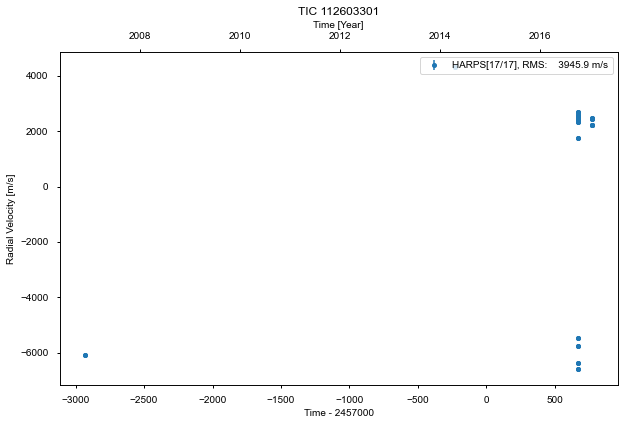 TIC 112603301
Time [Year]
2008 2010 2012 2014 2016
HARPS[17/17], RMS: 3945.9 m/s
Radial Velocity [m/s]
4000
2000
0
−2000
−4000
−6000
−3000 −2500 −2000 −1500 −1000 −500 0 500
Time - 2457000